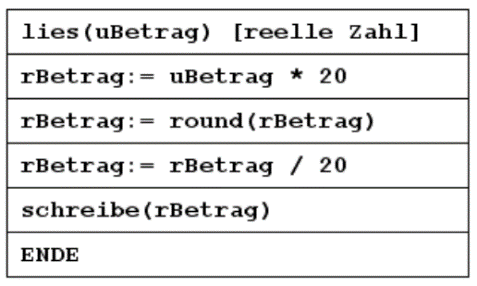 lies(uBetrag) [reelle Zahl]
rBetrag:= uBetrag * 20
rBetrag:= round(rBetrag)
rBetrag:= rBetrag / 20
schreibe(rBetrag)
ENDE